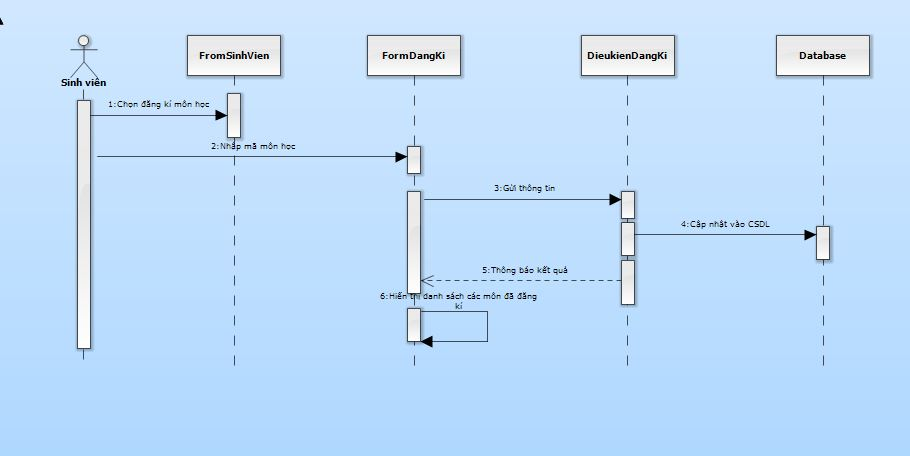 Sinh viên
FromSinhVien
FormDangKi
DieukienDangKi
Database
1:Chọn đăng kí môn học
2:Nhập mã môn học
3:Gửi thông tin
4:Cập nhật vào CSDL
5:Thông báo kết quả
6:Hiển thị danh sách các môn đã đăng
kí